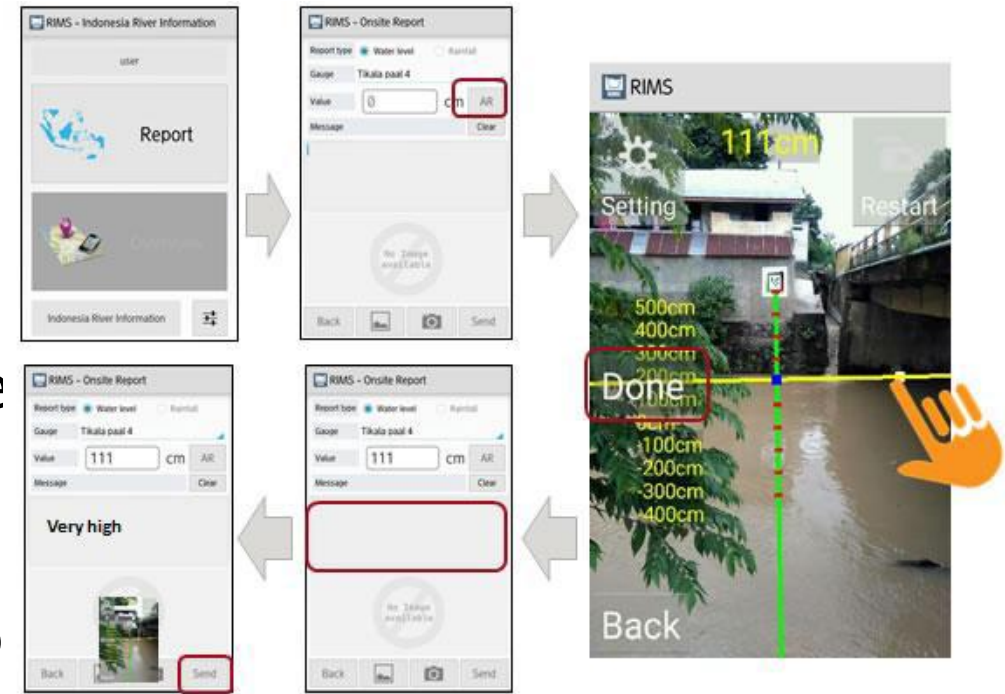 RIMS - Indonesia River Information
user
Report
Indonesia River Information
RIMS - Onsite Report
Report type Water level Rainfall
Gauge Tikala paal 4
Value 0 cm AR
Message Clear
No Image
available
Back Send
RIMS
111cm
Setting Restart
500cm
400cm
300cm
200cm
Done
100cm
0cm
-100cm
-200cm
-300cm
-400cm
Back
RIMS - Onsite Report
Report type Water level Rainfall
Gauge Tikala paal 4
Value 111 cm AR
Message Clear
No Image
available
Back Send
RIMS - Onsite Report
Report type Water level Rainfall
Gauge Tikala paal 4
Value 111 cm AR
Message Clear
Very high
Back Send